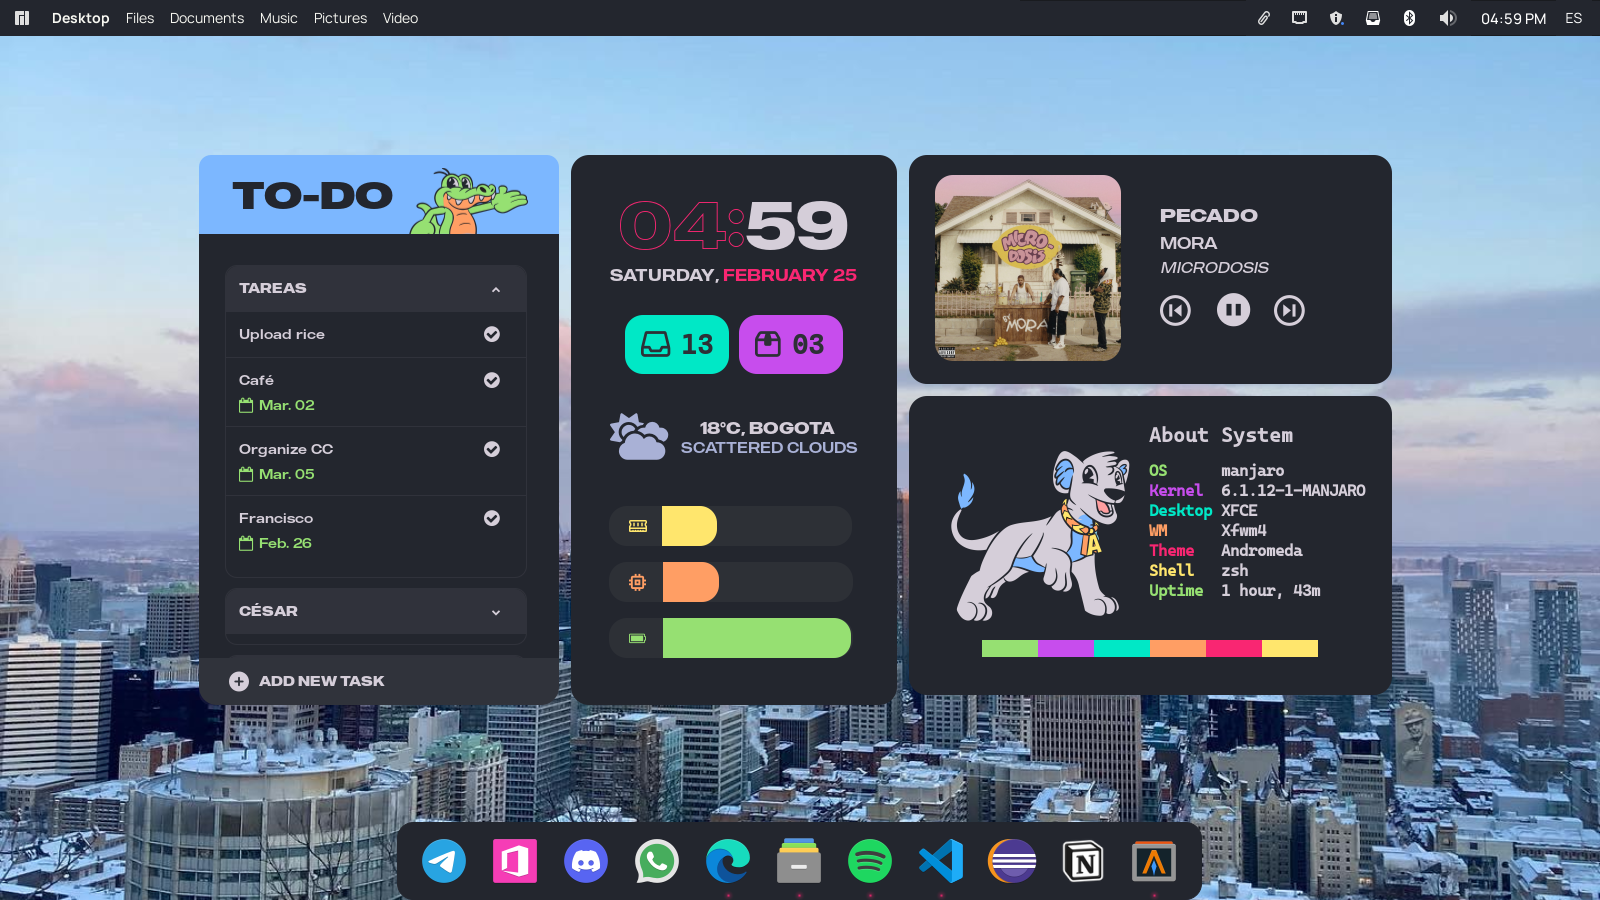 Desktop Files Documents Music Pictures Video
04:59 PM ES
TO-DO
TAREAS
Upload rice
Café
Mar. 02
Organize CC
Mar. 05
Francisco
Feb. 26
CÉSAR
ADD NEW TASK
04:59
SATURDAY, FEBRUARY 25
13
03
18°C, BOGOTA
SCATTERED CLOUDS
MICRO-
DOSIS
MORA
PECADO
MORA
MICRODOSIS
A
About System
OS manjaro
Kernel 6.1.12-1-MANJARO
Desktop XFCE
WM Xfwm4
Theme Andromeda
Shell zsh
Uptime 1 hour, 43m
N